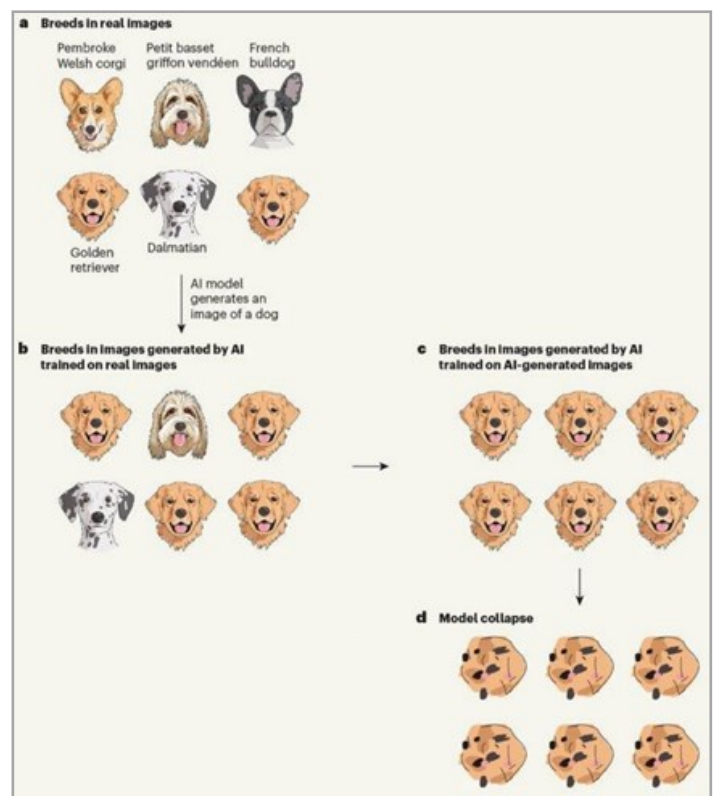 a Breeds in real images
Pembroke
Welsh corgi
Petit basset
griffon vendéen
French
bulldog
Golden
retriever
Dalmatian
AI model
generates an
image of a dog
b Breeds in images generated by AI
trained on real images
c Breeds in images generated by AI
trained on AI-generated images
d Model collapse